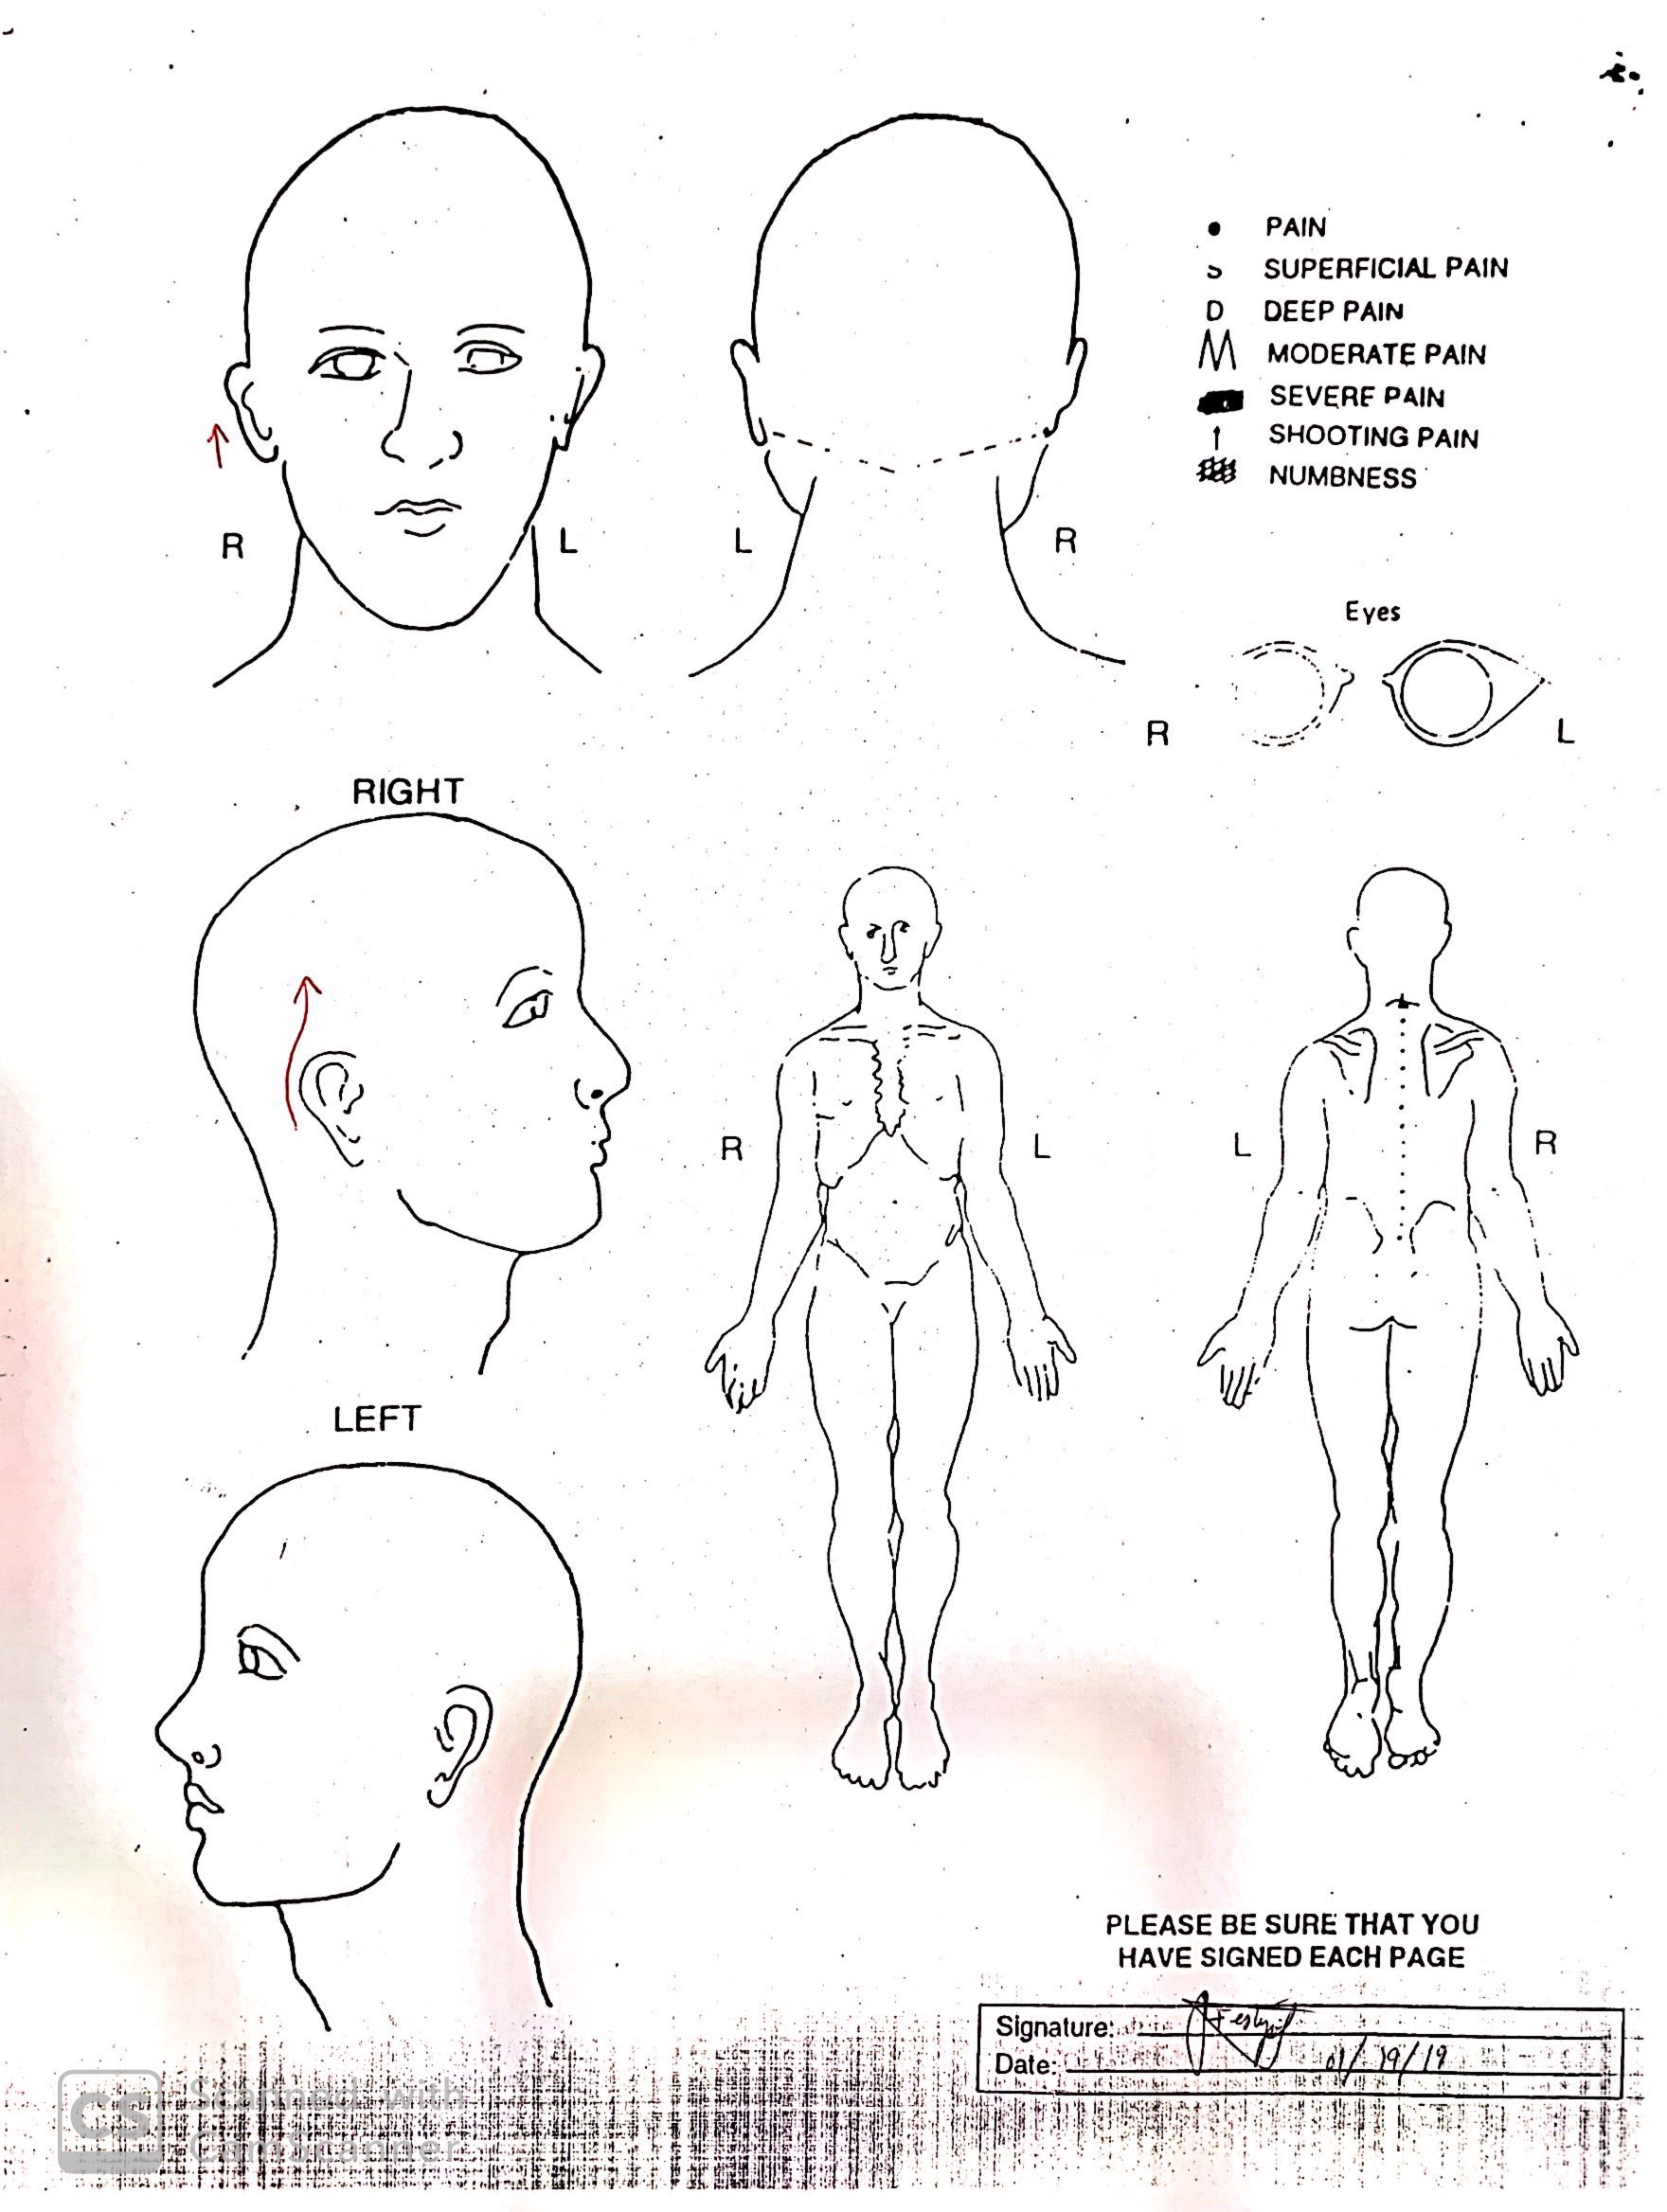 PAIN
S SUPERFICIAL PAIN
D DEEP PAIN
M MODERATE PAIN
SEVERE PAIN
SHOOTING PAIN
NUMBNESS
R L L R
Eyes
R L
RIGHT
R L L R
LEFT
PLEASE BE SURE THAT YOU
HAVE SIGNED EACH PAGE
Signature:
Date: 01/19/19
CS Scanned with
CamScanner